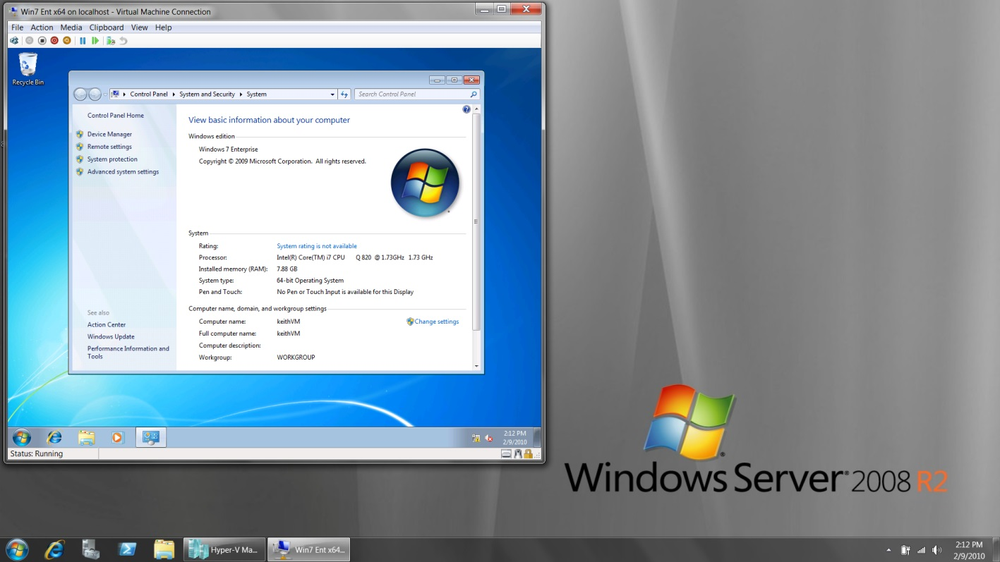 Win7 Ent x64 on localhost - Virtual Machine Connection
File Action Media Clipboard View Help
Recycle Bin
Control Panel System and Security System
Search Control Panel
Control Panel Home
Device Manager
Remote settings
System protection
Advanced system settings
See also
Action Center
Windows Update
Performance Information and
Tools
View basic information about your computer
Windows edition
Windows 7 Enterprise
Copyright © 2009 Microsoft Corporation. All rights reserved.
System
Rating: System rating is not available
Processor: Intel(R) Core(TM) i7 CPU Q 820 @ 1.73GHz 1.73 GHz
Installed memory (RAM): 7.88 GB
System type: 64-bit Operating System
Pen and Touch: No Pen or Touch Input is available for this Display
Computer name, domain, and workgroup settings
Computer name: keithVM Change settings
Full computer name: keithVM
Computer description:
Workgroup: WORKGROUP
2:12 PM
2/9/2010
Status: Running
Windows Server® 2008 R2
Hyper-V Ma...
Win7 Ent x64...
2:12 PM
2/9/2010